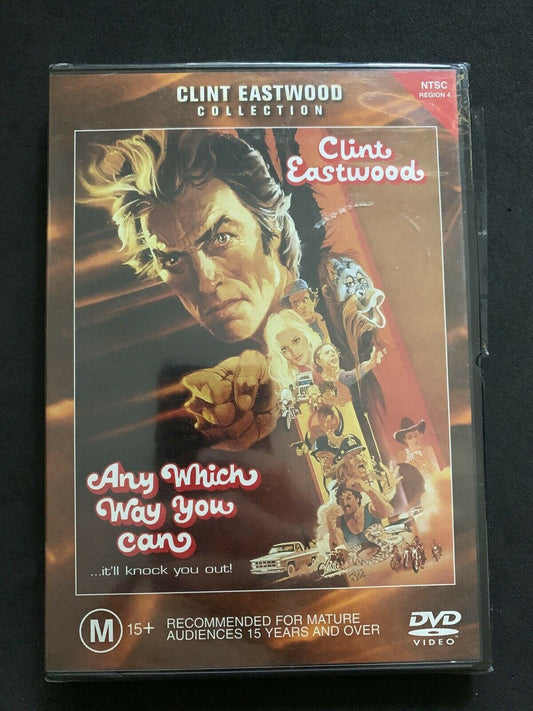 CLINT EASTWOOD
COLLECTION
NTSC
REGION 4
Clint
Eastwood
Any Which
Way You
can
...it'll knock you out!
M 15+ RECOMMENDED FOR MATURE
AUDIENCES 15 YEARS AND OVER
DVD
VIDEO